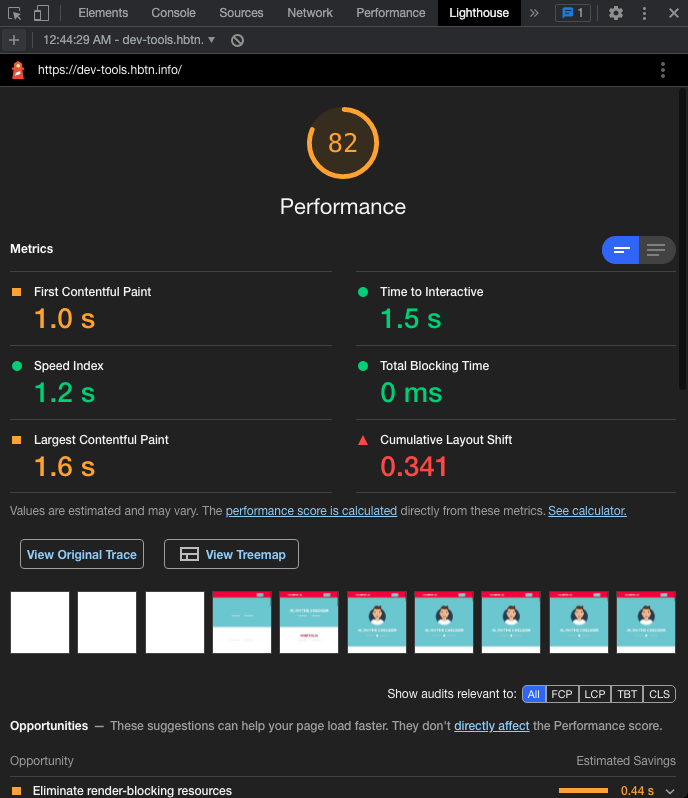 Elements Console Sources Network Performance Lighthouse » 1
+ 12:44:29 AM - dev-tools.hbtn.
https://dev-tools.hbtn.info/
82
Performance
Metrics
First Contentful Paint
1.0 s
Time to Interactive
1.5 s
Speed Index
1.2 s
Total Blocking Time
0 ms
Largest Contentful Paint
1.6 s
Cumulative Layout Shift
0.341
Values are estimated and may vary. The performance score is calculated directly from these metrics. See calculator.
View Original Trace View Treemap
Show audits relevant to: All FCP LCP TBT CLS
Opportunities — These suggestions can help your page load faster. They don't directly affect the Performance score.
Opportunity Estimated Savings
Eliminate render-blocking resources 0.44 s